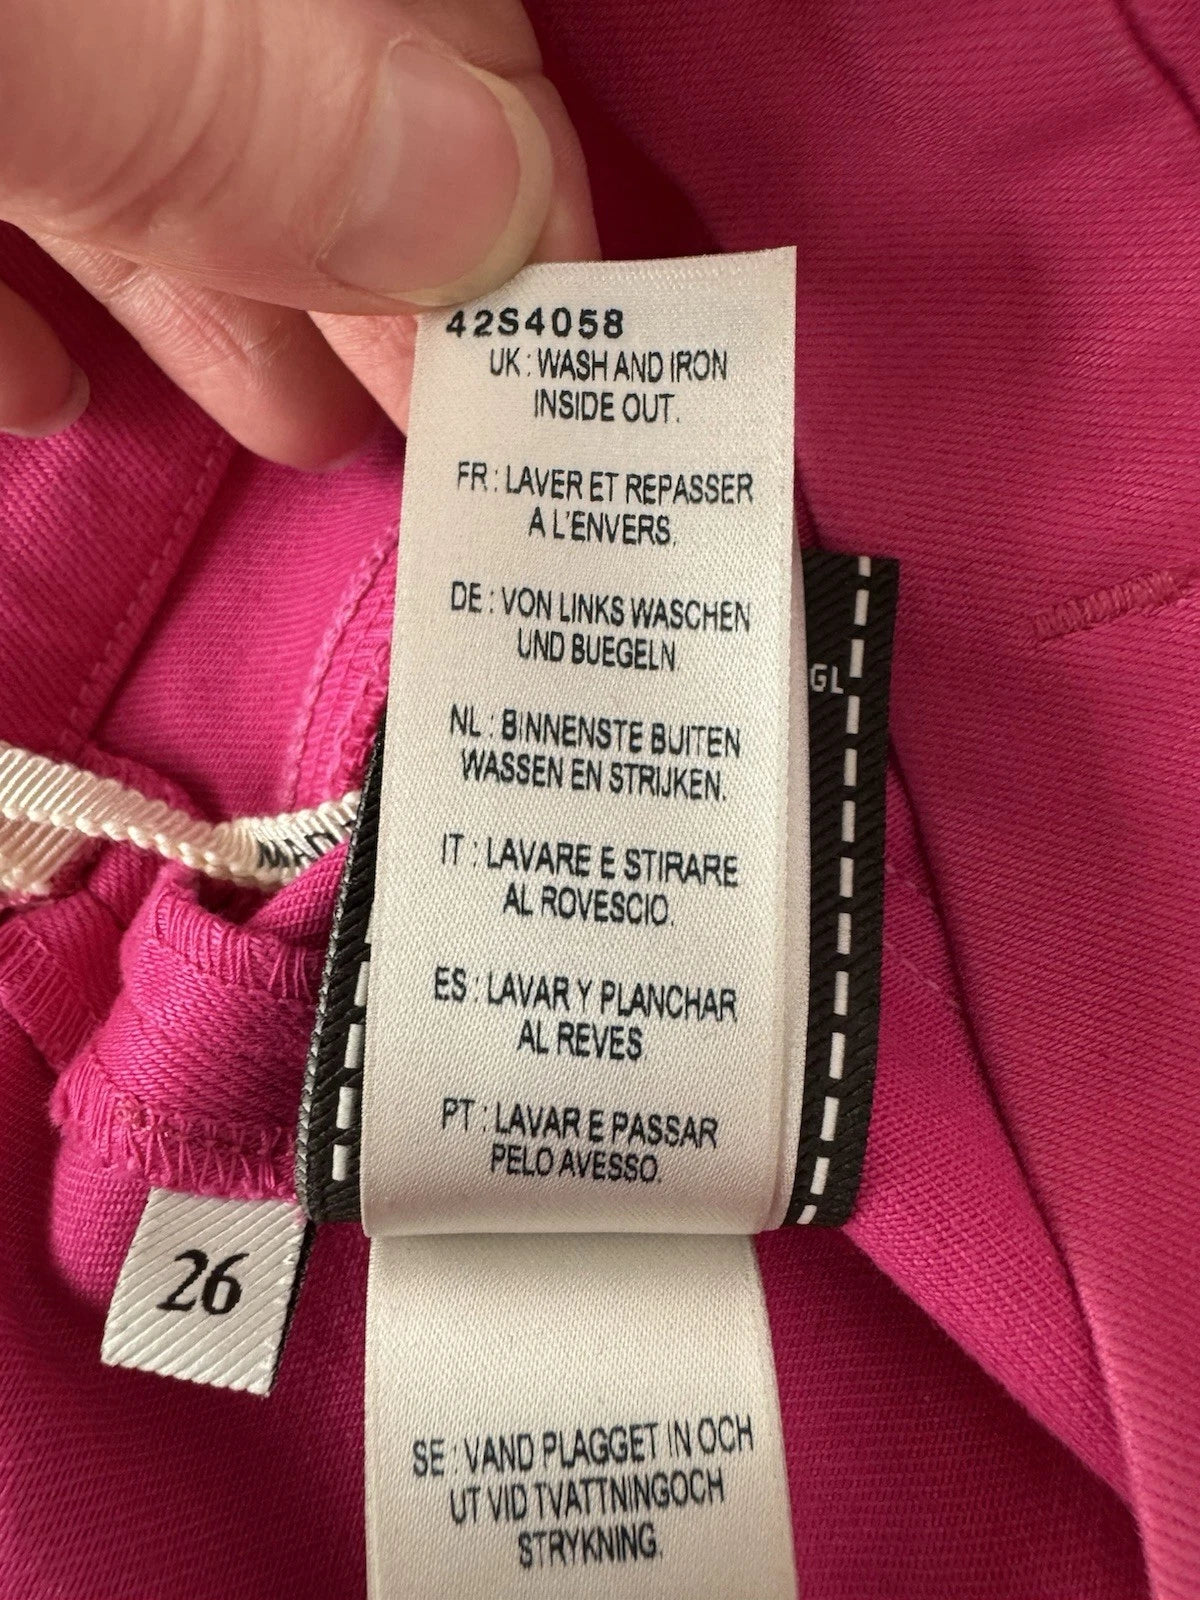 42S4058
UK : WASH AND IRON
INSIDE OUT.
FR : LAVER ET REPASSER
A L'ENVERS.
DE : VON LINKS WASCHEN
UND BUEGELN
NL : BINNENSTE BUITEN
WASSEN EN STRIJKEN.
IT : LAVARE E STIRARE
AL ROVESCIO.
ES : LAVAR Y PLANCHAR
AL REVES
PT : LAVAR E PASSAR
PELO AVESSO.
SE : VAND PLAGGET IN OCH
UT VID TVATTNINGOCH
STRYKNING.
26
GL